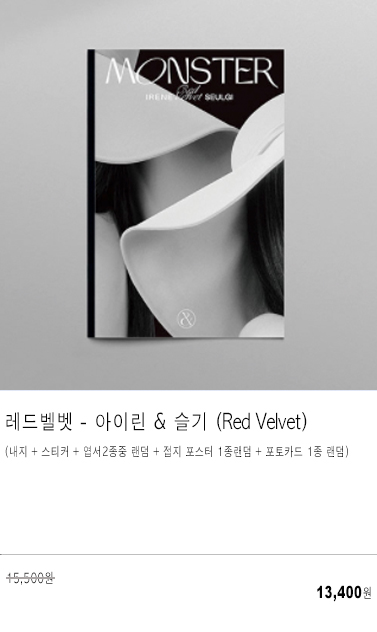 MONSTER
IRENE Red Velvet SEULGI
레드벨벳 - 아이린 & 슬기 (Red Velvet)
(내지 + 스티커 + 엽서2종중 랜덤 + 접지 포스터 1종랜덤 + 포토카드 1종 랜덤)
15,500원
13,400원